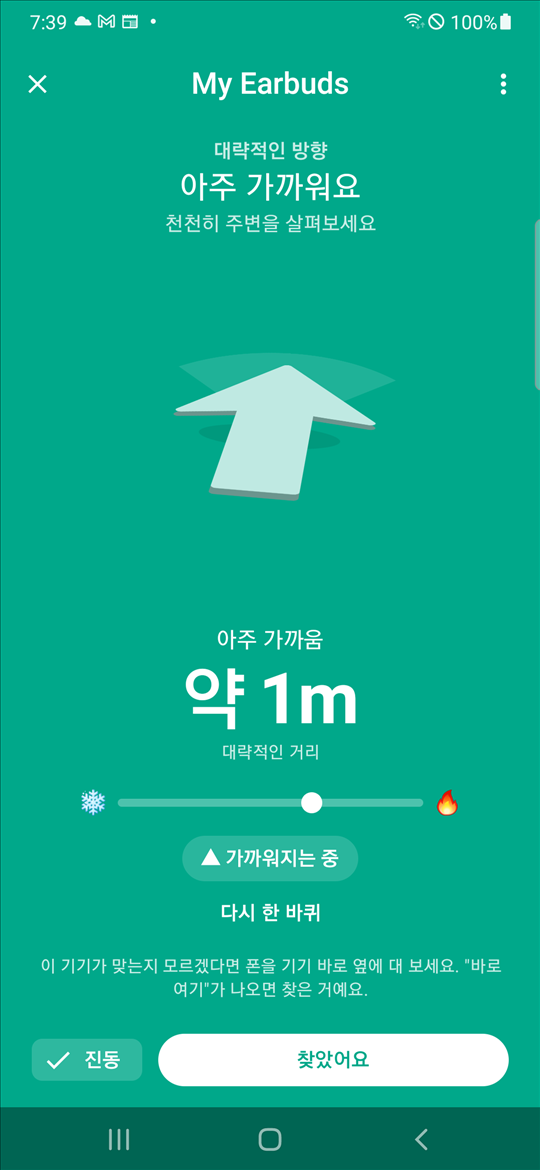 7:39
100%
My Earbuds
대략적인 방향
아주 가까워요
천천히 주변을 살펴보세요
아주 가까움
약 1m
대략적인 거리
▲ 가까워지는 중
다시 한 바퀴
이 기기가 맞는지 모르겠다면 폰을 기기 바로 옆에 대 보세요. "바로
여기"가 나오면 찾은 거예요.
진동
찾았어요